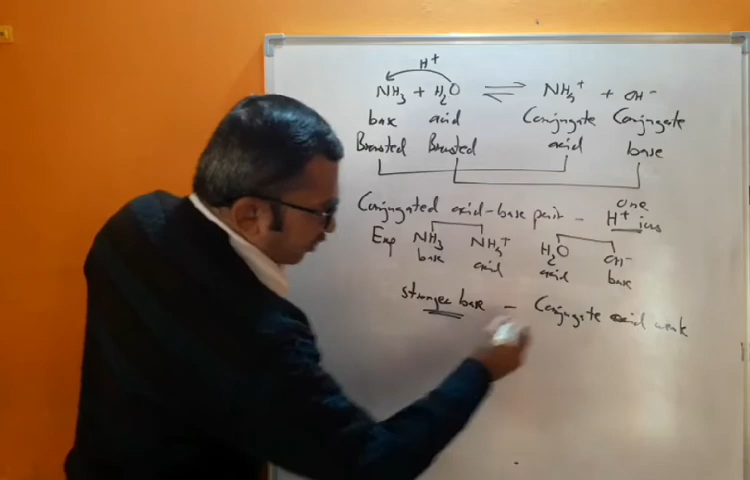 H⁺
NH₃ + H₂O ⇌ NH₄⁺ + OH⁻
base acid Conjugate Conjugate
Bronsted Bronsted acid base
Conjugated acid-base pair - one H⁺ ions
Exp NH₃ NH₄⁺ H₂O OH⁻
base acid acid base
stronger base - Conjugate acid weak